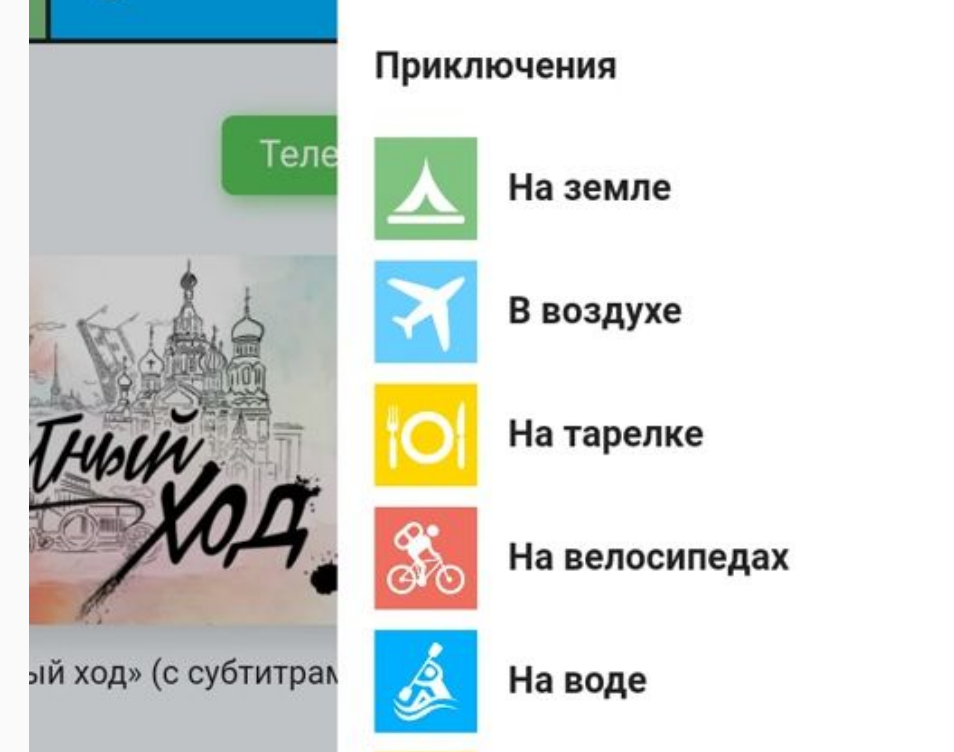 Приключения
Теле
На земле
В воздухе
На тарелке
тный
ход
На велосипедах
ый ход» (с субтитрам
На воде